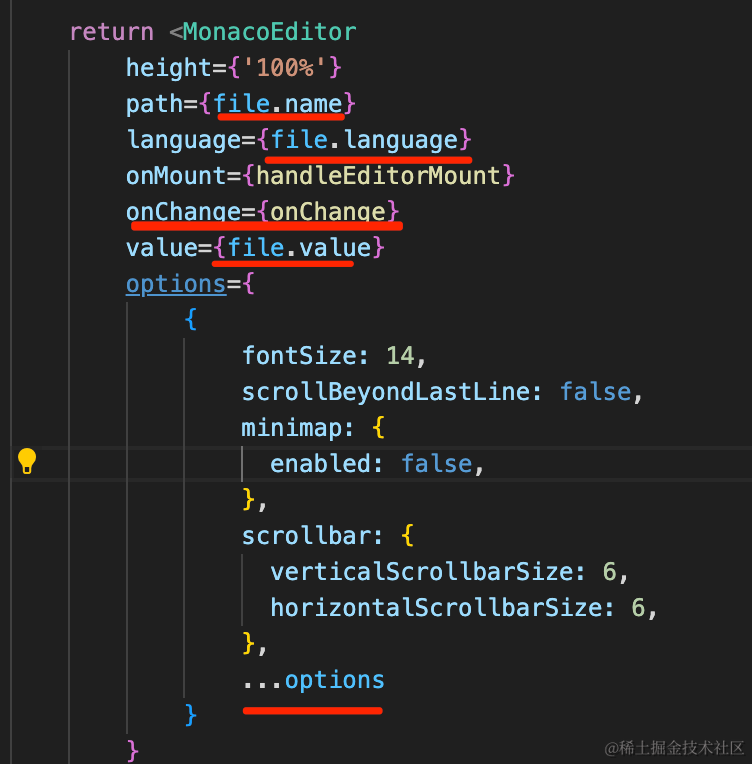 return <MonacoEditor
height={'100%'}
path={file.name}
language={file.language}
onMount={handleEditorMount}
onChange={onChange}
value={file.value}
options={
{
fontSize: 14,
scrollBeyondLastLine: false,
minimap: {
enabled: false,
},
scrollbar: {
verticalScrollbarSize: 6,
horizontalScrollbarSize: 6,
},
...options
}
}
@稀土掘金技术社区